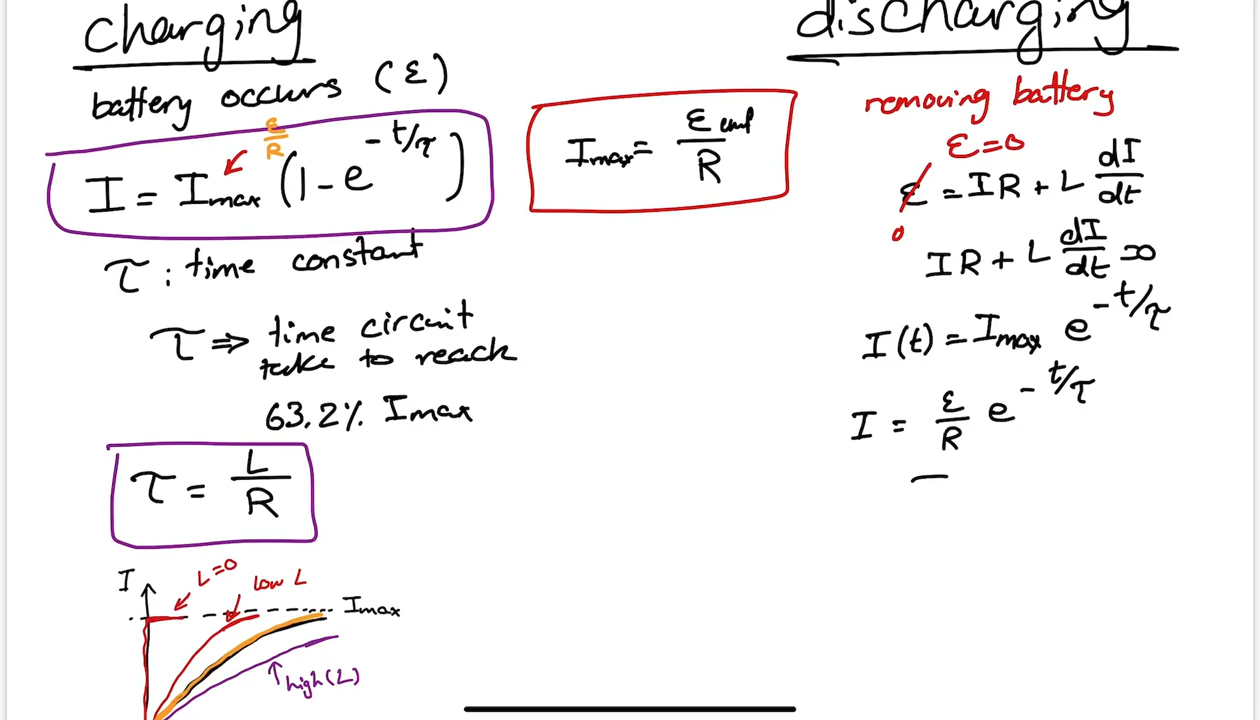 charging
battery occurs (ε)
ε/R
I = Imax (1 - e^-t/τ)
τ : time constant
τ ⇒ time circuit
take to reach
63.2% Imax
τ = L/R
I
L=0
low L
Imax
high(L)
Imax = εemf/R
discharging
removing battery
ε=0
ε = IR + L dI/dt
0
IR + L dI/dt =0
I(t) = Imax e^-t/τ
I = ε/R e^-t/τ